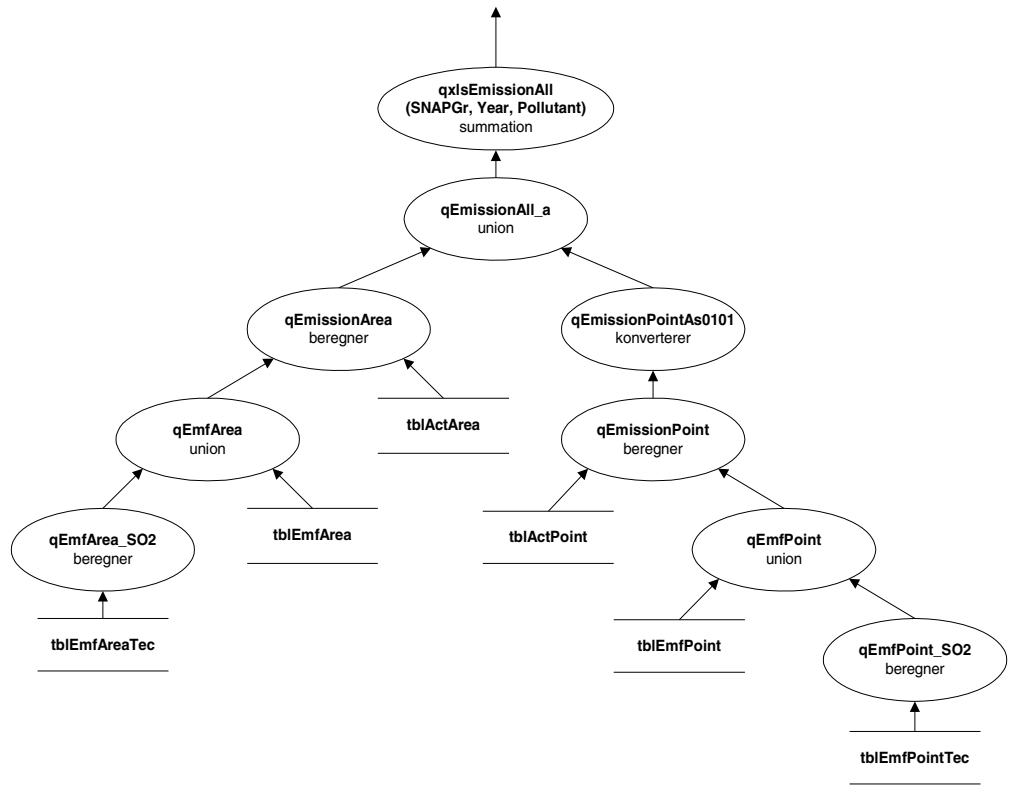 qxlsEmissionAll
(SNAPGr, Year, Pollutant)
summation
qEmissionAll_a
union
qEmissionArea
beregner
qEmissionPointAs0101
konverterer
qEmfArea
union
tblActArea
qEmissionPoint
beregner
qEmfArea_SO2
beregner
tblEmfArea
tblActPoint
qEmfPoint
union
tblEmfAreaTec
tblEmfPoint
qEmfPoint_SO2
beregner
tblEmfPointTec